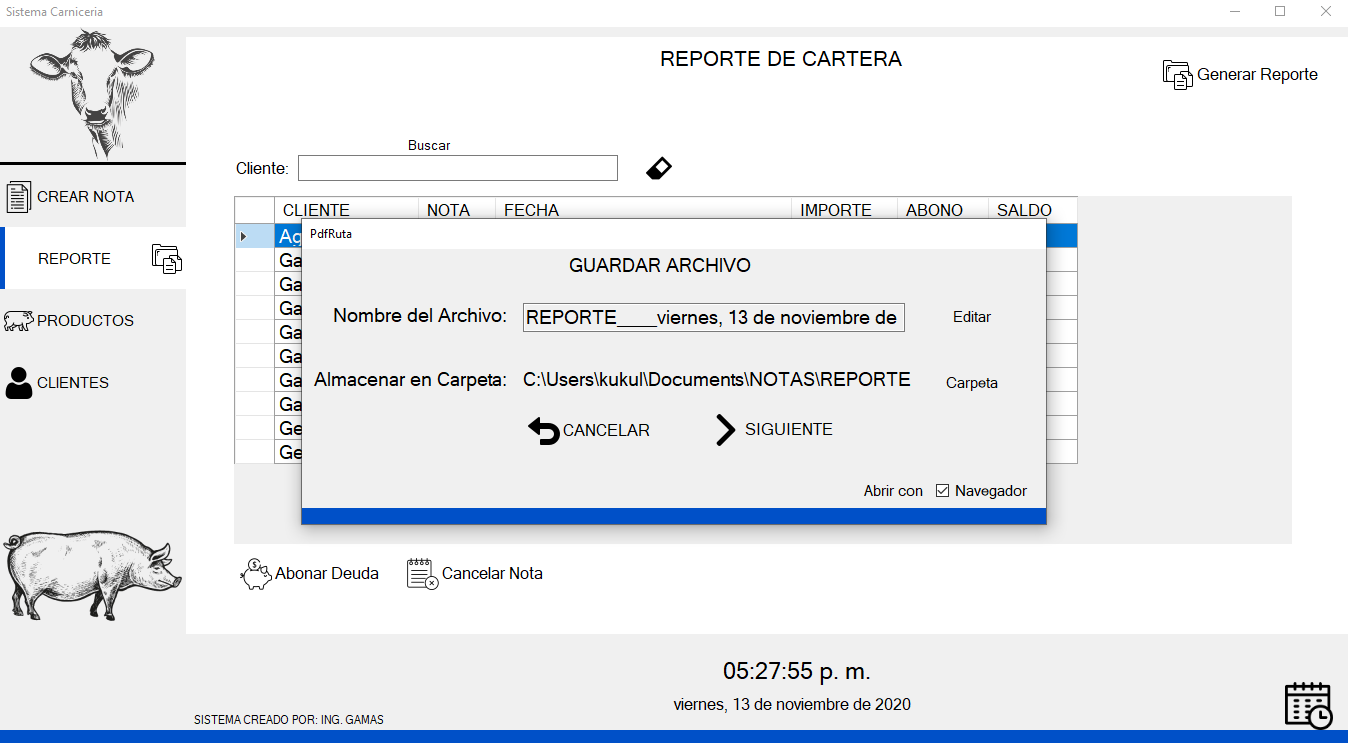 Sistema Carniceria
REPORTE DE CARTERA
Generar Reporte
Buscar
Cliente:
CREAR NOTA
REPORTE
PRODUCTOS
CLIENTES
CLIENTE NOTA FECHA IMPORTE ABONO SALDO
Ag
Ga
Ga
Ga
Ga
Ga
Ga
Ga
Ge
Ge
PdfRuta
GUARDAR ARCHIVO
Nombre del Archivo: REPORTE____viernes, 13 de noviembre de Editar
Almacenar en Carpeta: C:\Users\kukul\Documents\NOTAS\REPORTE Carpeta
CANCELAR SIGUIENTE
Abrir con Navegador
Abonar Deuda Cancelar Nota
05:27:55 p. m.
viernes, 13 de noviembre de 2020
SISTEMA CREADO POR: ING. GAMAS